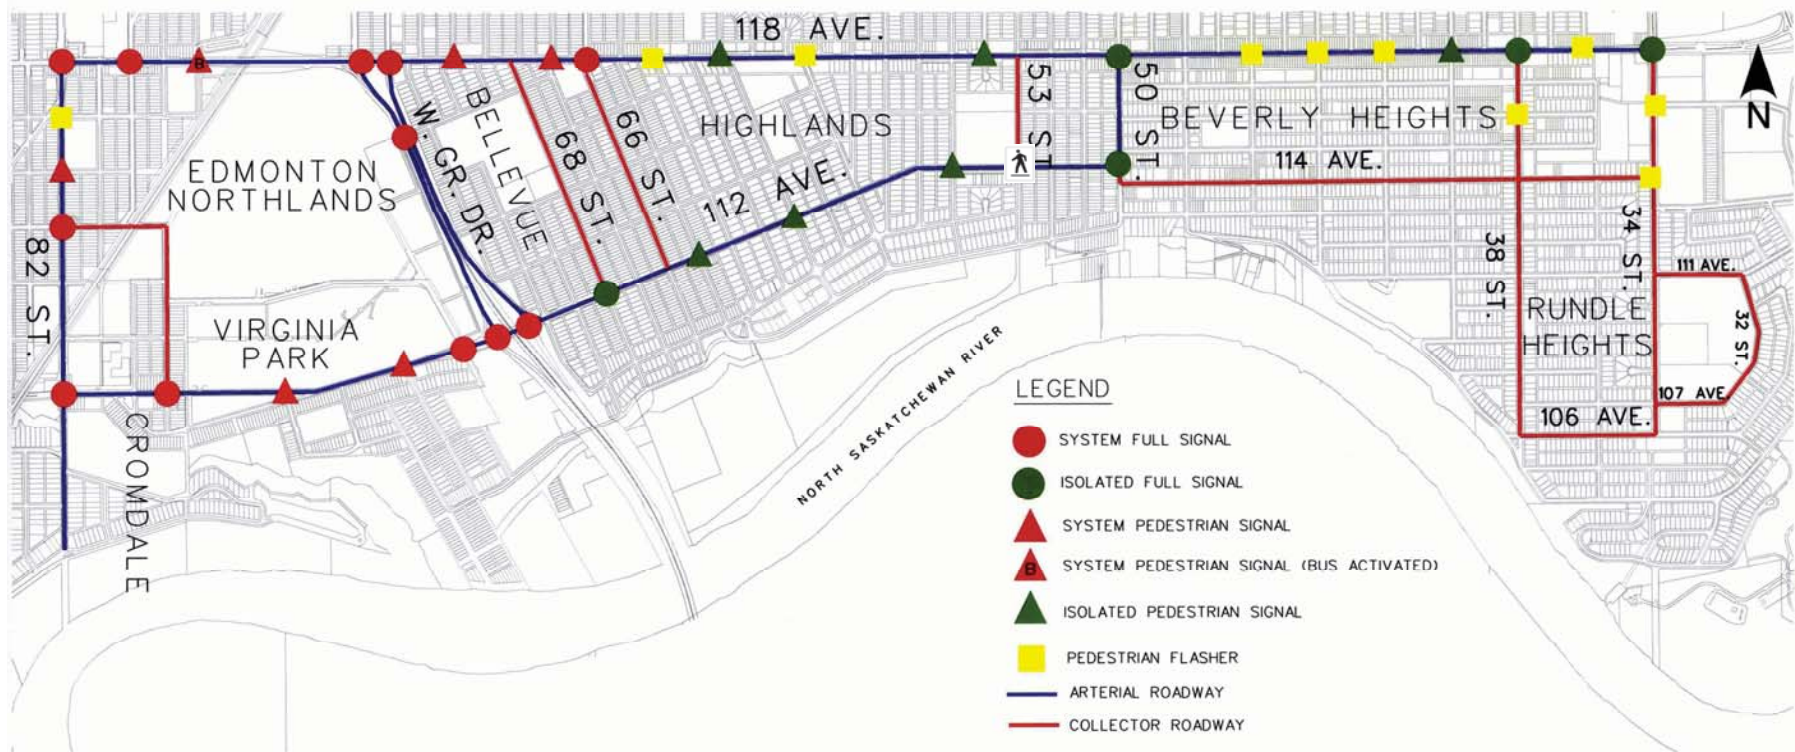 118 AVE.
53 ST.
50 ST.
BELLEVUE
W. GR. DR.
66 ST.
68 ST.
HIGHLANDS
BEVERLY HEIGHTS
N
EDMONTON
NORTHLANDS
112 AVE.
114 AVE.
82 ST.
38 ST.
34 ST.
111 AVE.
32 ST.
RUNDLE
HEIGHTS
VIRGINIA
PARK
107 AVE.
106 AVE.
CROMDALE
NORTH SASKATCHEWAN RIVER
LEGEND
SYSTEM FULL SIGNAL
ISOLATED FULL SIGNAL
SYSTEM PEDESTRIAN SIGNAL
B
SYSTEM PEDESTRIAN SIGNAL (BUS ACTIVATED)
ISOLATED PEDESTRIAN SIGNAL
PEDESTRIAN FLASHER
ARTERIAL ROADWAY
COLLECTOR ROADWAY
B